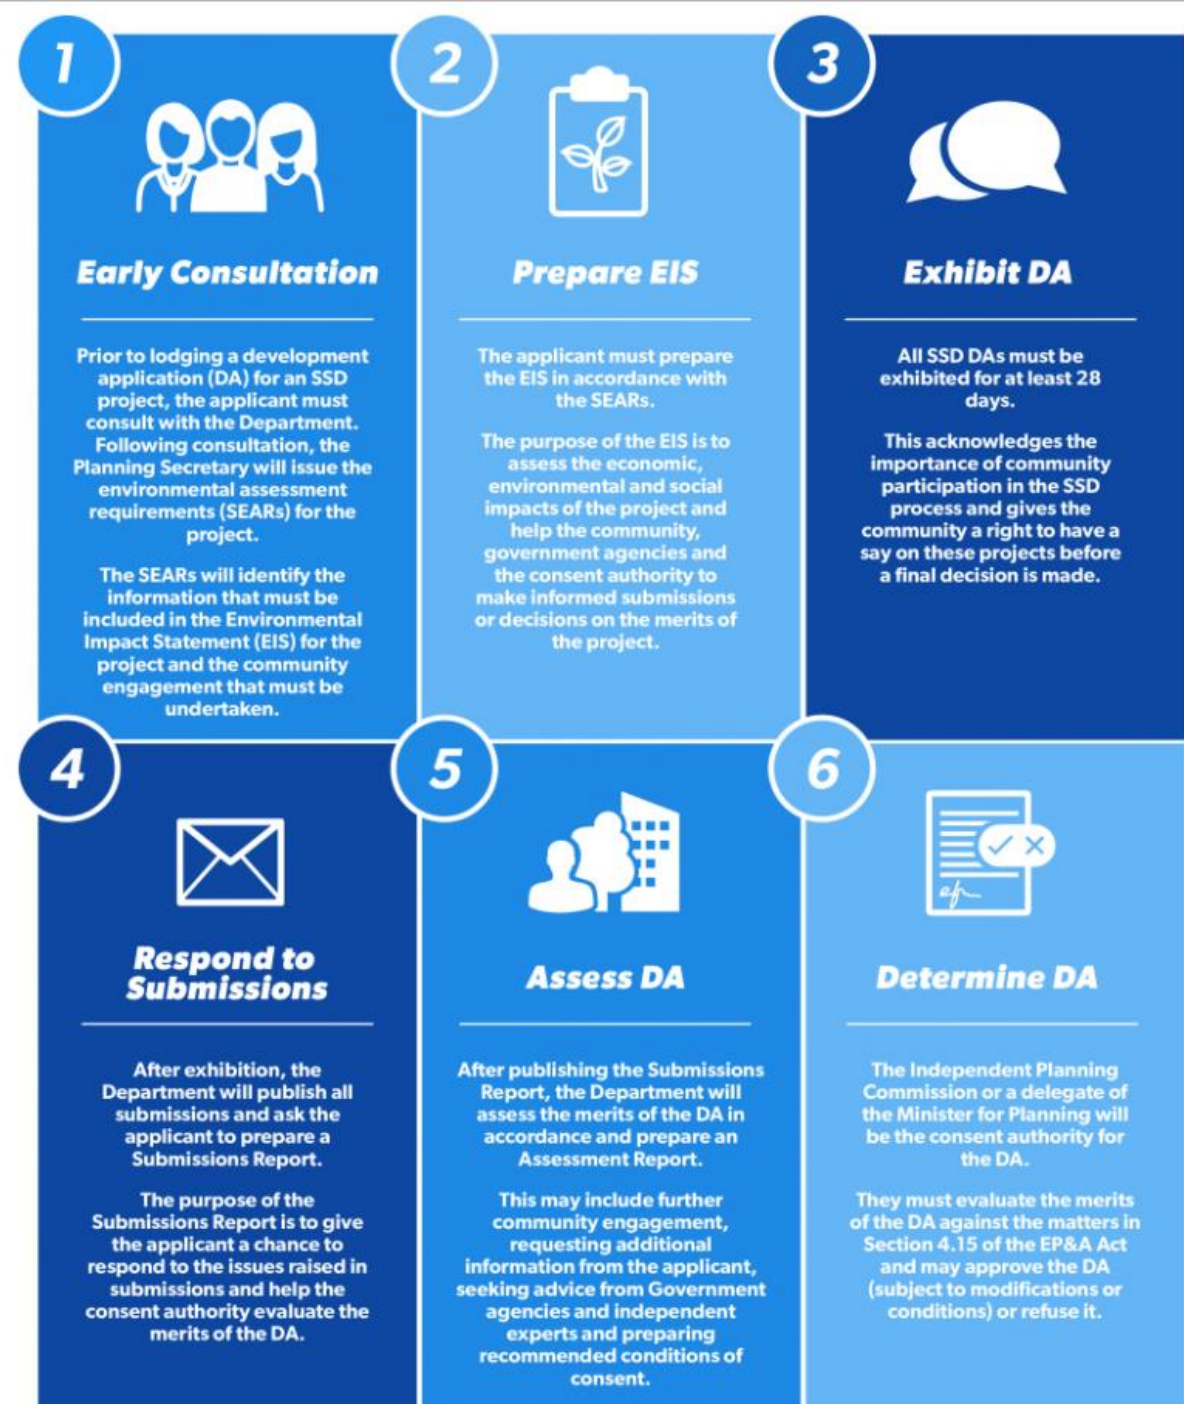 1
Early Consultation
Prior to lodging a development
application (DA) for an SSD
project, the applicant must
consult with the Department.
Following consultation, the
Planning Secretary will issue the
environmental assessment
requirements (SEARs) for the
project.
The SEARs will identify the
information that must be
included in the Environmental
Impact Statement (EIS) for the
project and the community
engagement that must be
undertaken.
2
Prepare EIS
The applicant must prepare
the EIS in accordance with
the SEARs.
The purpose of the EIS is to
assess the economic,
environmental and social
impacts of the project and
help the community,
government agencies and
the consent authority to
make informed submissions
or decisions on the merits of
the project.
3
Exhibit DA
All SSD DAs must be
exhibited for at least 28
days.
This acknowledges the
importance of community
participation in the SSD
process and gives the
community a right to have a
say on these projects before
a final decision is made.
4
Respond to
Submissions
After exhibition, the
Department will publish all
submissions and ask the
applicant to prepare a
Submissions Report.
The purpose of the
Submissions Report is to give
the applicant a chance to
respond to the issues raised in
submissions and help the
consent authority evaluate the
merits of the DA.
5
Assess DA
After publishing the Submissions
Report, the Department will
assess the merits of the DA in
accordance and prepare an
Assessment Report.
This may include further
community engagement,
requesting additional
information from the applicant,
seeking advice from Government
agencies and independent
experts and preparing
recommended conditions of
consent.
6
Determine DA
The Independent Planning
Commission or a delegate of
the Minister for Planning will
be the consent authority for
the DA.
They must evaluate the merits
of the DA against the matters in
Section 4.15 of the EP&A Act
and may approve the DA
(subject to modifications or
conditions) or refuse it.